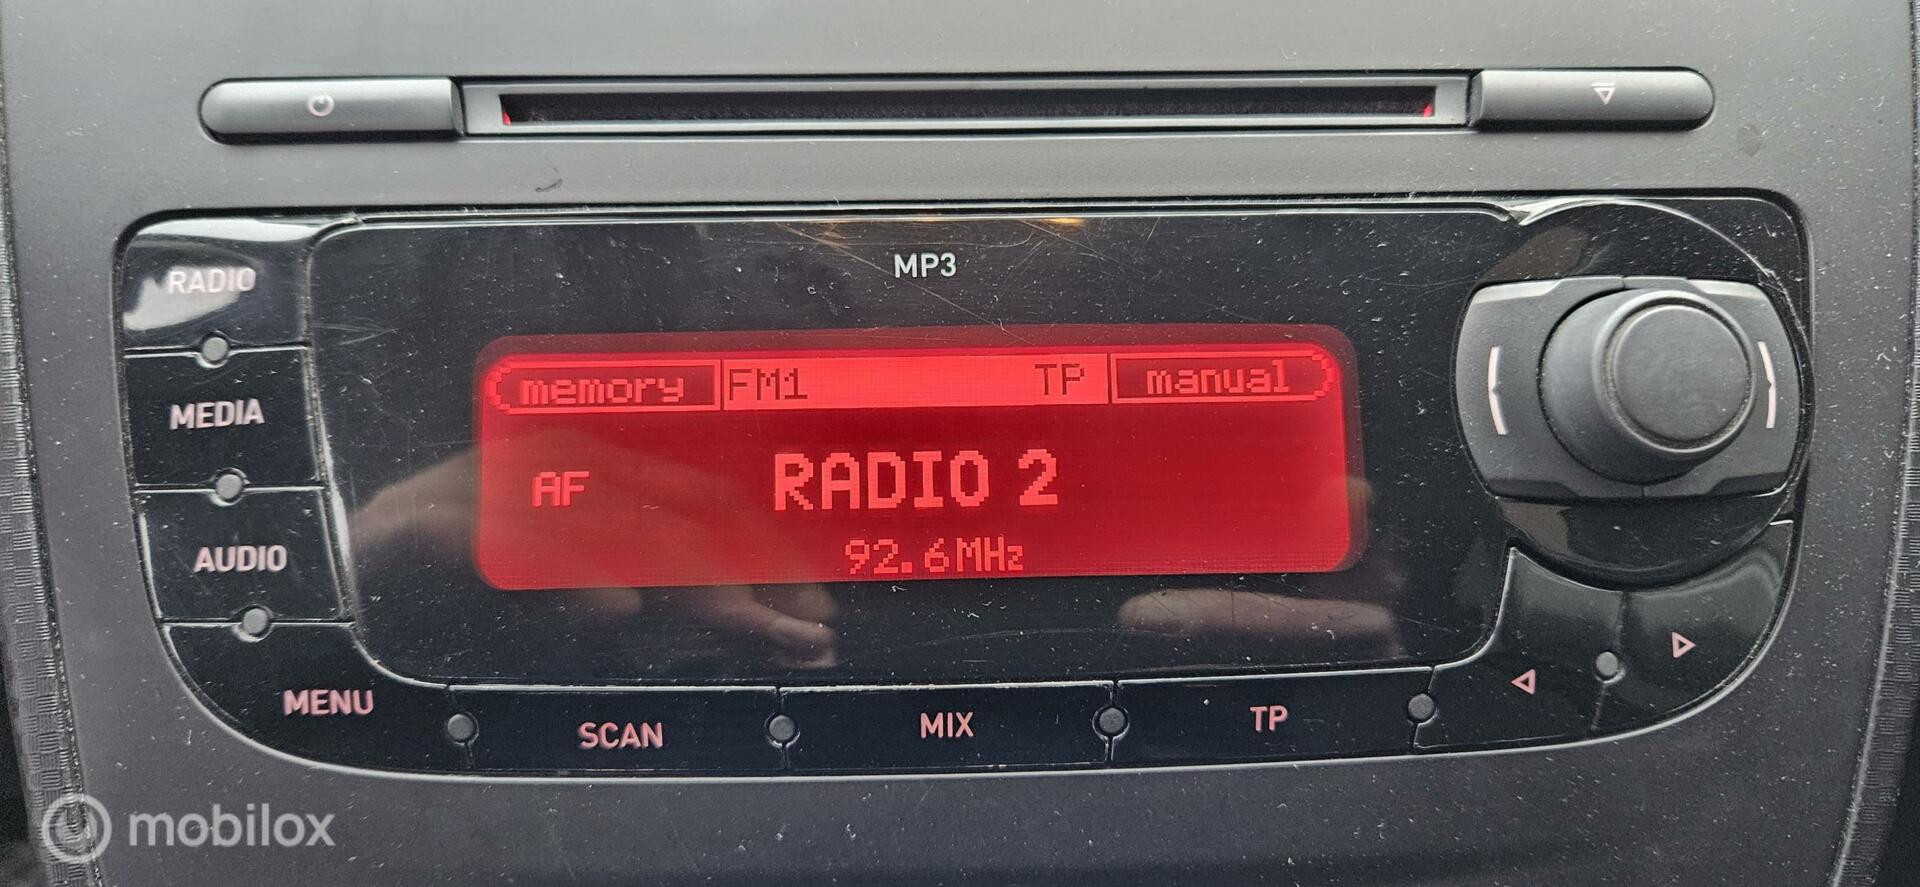 MP3
RADIO
MEDIA
AUDIO
MENU
memory FM1 TP manual
AF RADIO 2
92.6MHz
SCAN MIX TP
mobilox